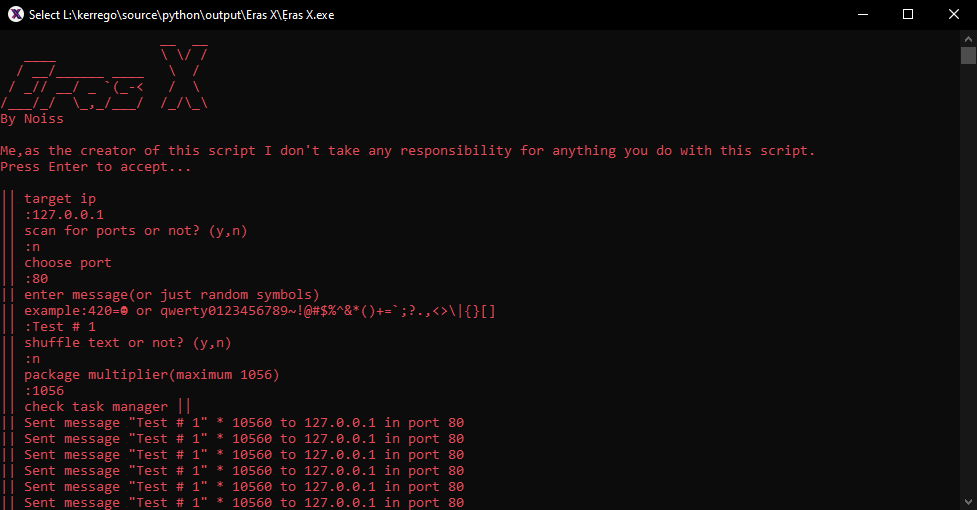 Select L:\kerrego\source\python\output\Eras X\Eras X.exe
Eras X
By Noiss
Me,as the creator of this script I don't take any responsibility for anything you do with this script.
Press Enter to accept...
|| target ip
|| :127.0.0.1
|| scan for ports or not? (y,n)
|| :n
|| choose port
|| :80
|| enter message(or just random symbols)
|| example:420=☻ or qwerty0123456789~!@#$%^&*()+=`;?.,<>\|{}[]
|| :Test # 1
|| shuffle text or not? (y,n)
|| :n
|| package multiplier(maximum 1056)
|| :1056
|| check task manager ||
|| Sent message "Test # 1" * 10560 to 127.0.0.1 in port 80
|| Sent message "Test # 1" * 10560 to 127.0.0.1 in port 80
|| Sent message "Test # 1" * 10560 to 127.0.0.1 in port 80
|| Sent message "Test # 1" * 10560 to 127.0.0.1 in port 80
|| Sent message "Test # 1" * 10560 to 127.0.0.1 in port 80
|| Sent message "Test # 1" * 10560 to 127.0.0.1 in port 80